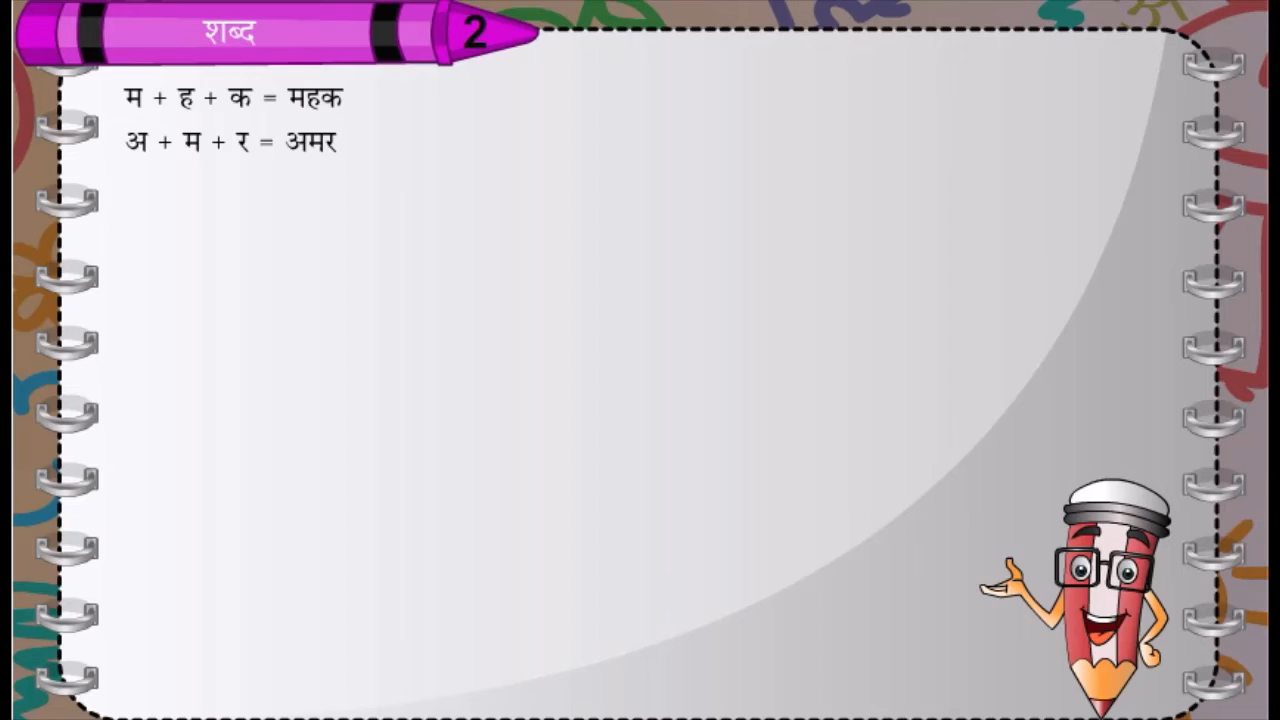 शब्द
2
म + ह + क = महक
अ + म + र = अमर